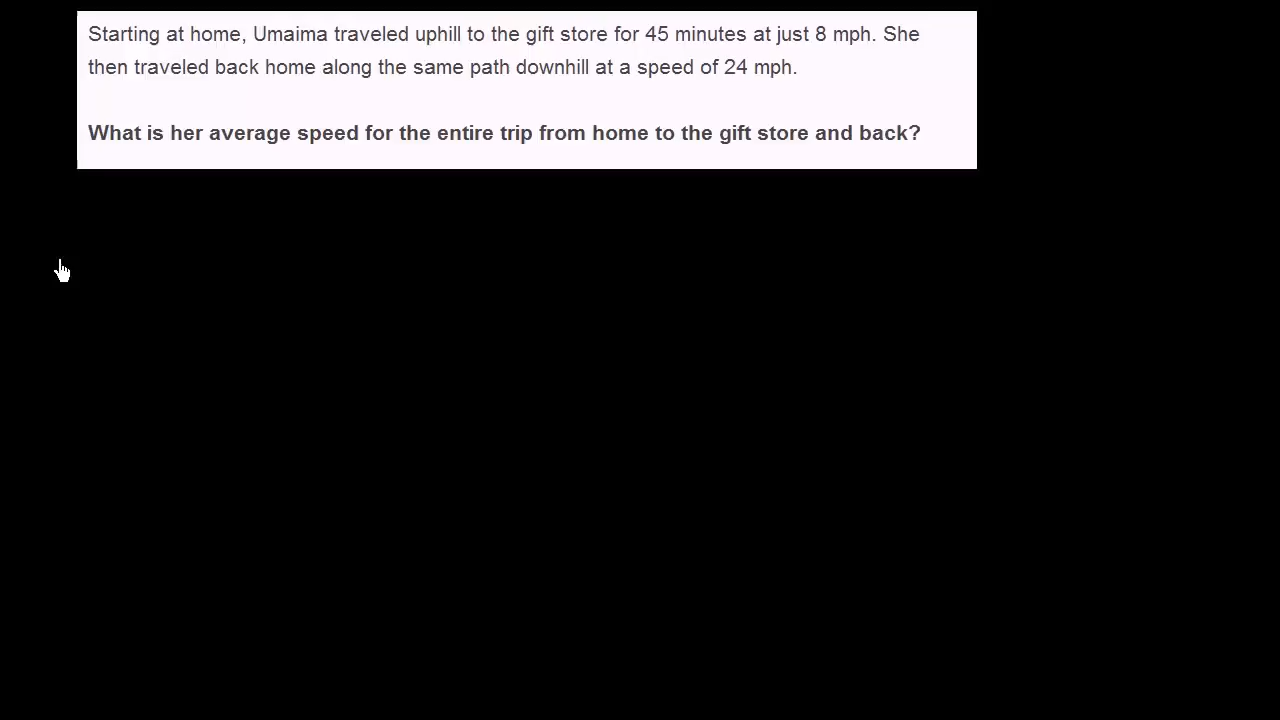 Starting at home, Umaima traveled uphill to the gift store for 45 minutes at just 8 mph. She
then traveled back home along the same path downhill at a speed of 24 mph.
What is her average speed for the entire trip from home to the gift store and back?